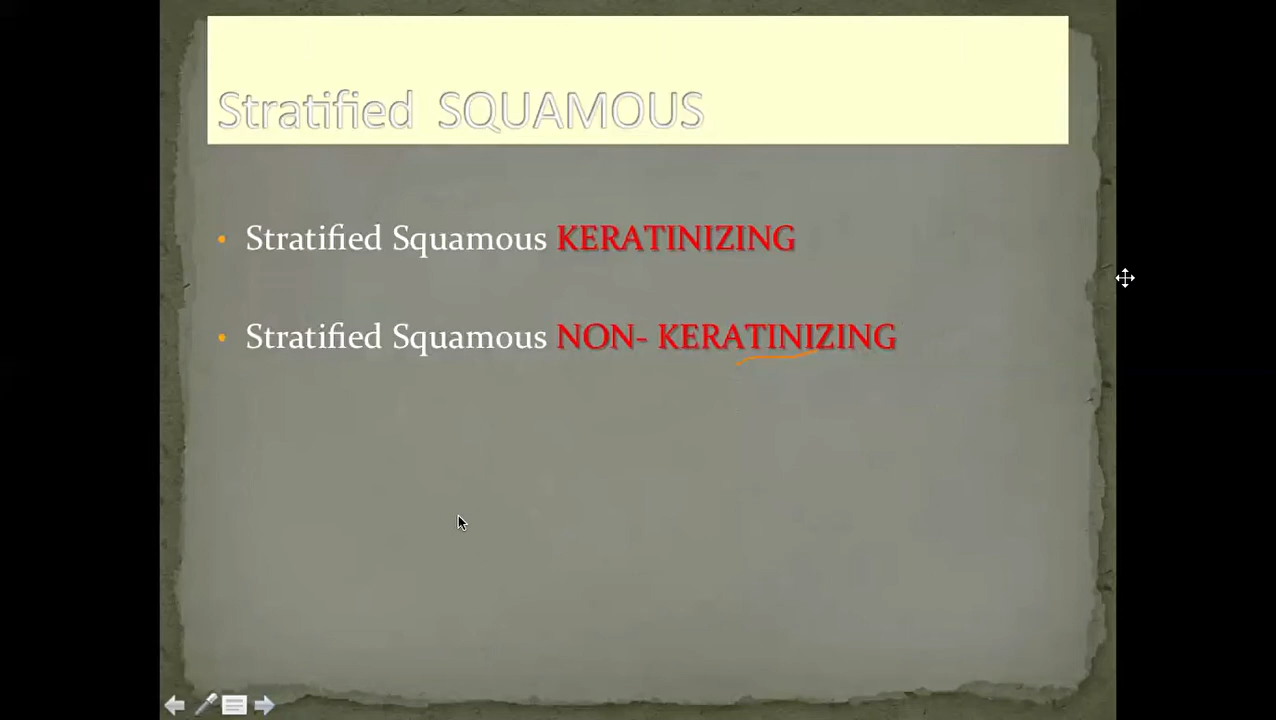 Stratified SQUAMOUS
• Stratified Squamous KERATINIZING
• Stratified Squamous NON- KERATINIZING